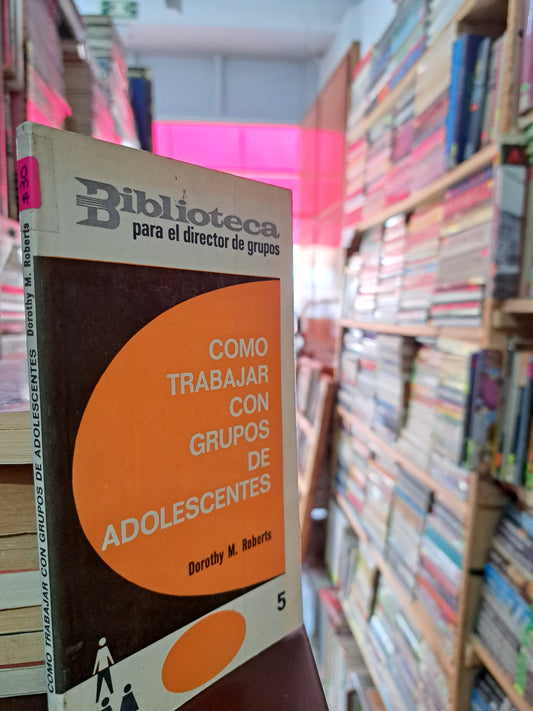 $30
Biblioteca
para el director de grupos
COMO
TRABAJAR
CON
GRUPOS
DE
ADOLESCENTES
Dorothy M. Roberts
5
COMO TRABAJAR CON GRUPOS DE ADOLESCENTES Dorothy M. Roberts